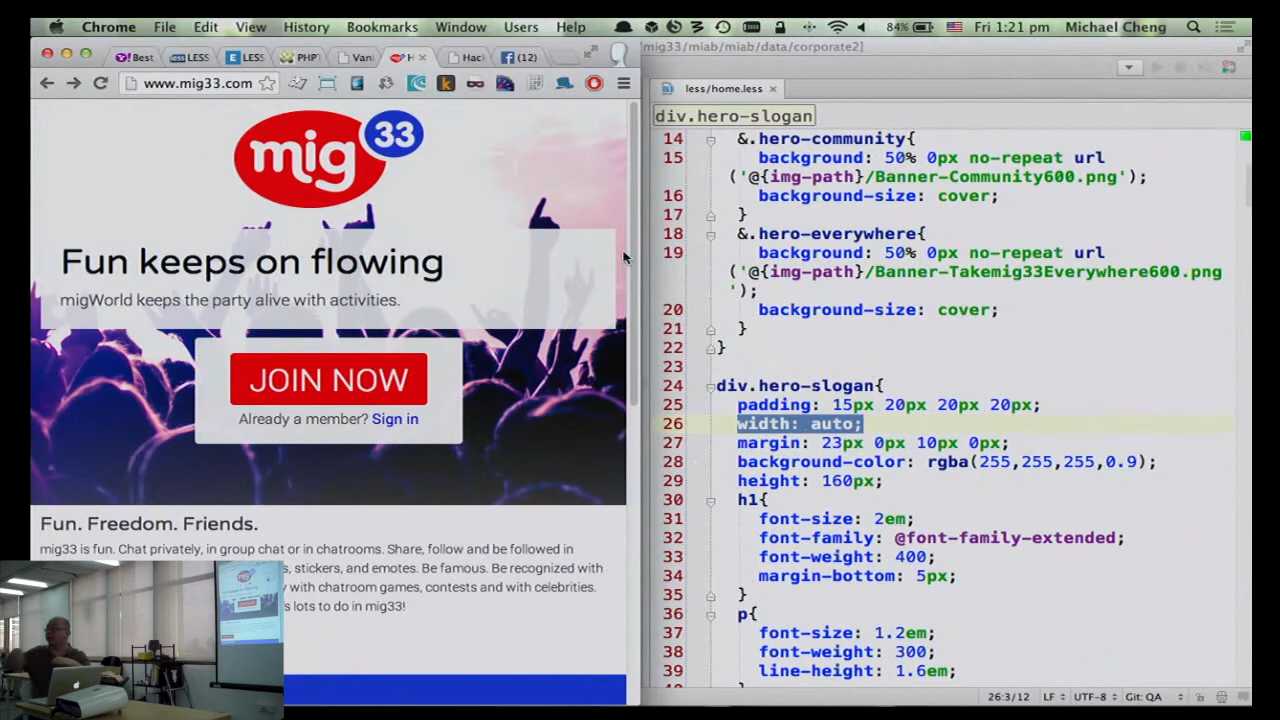 Chrome File Edit View History Bookmarks Window Users Help 84% Fri 1:21 pm Michael Cheng
Best LESS LESS PHPT Vani H Hac (12)
mig33/miab/miab/data/corporate2]
www.mig33.com
less/home.less
div.hero-slogan
mig 33
Fun keeps on flowing
migWorld keeps the party alive with activities.
JOIN NOW
Already a member? Sign in
Fun. Freedom. Friends.
mig33 is fun. Chat privately, in group chat or in chatrooms. Share, follow and be followed in
s, stickers, and emotes. Be famous. Be recognized with
y with chatroom games, contests and with celebrities.
s lots to do in mig33!
14 &.hero-community{
15 background: 50% 0px no-repeat url
('@{img-path}/Banner-Community600.png');
16 background-size: cover;
17 }
18 &.hero-everywhere{
19 background: 50% 0px no-repeat url
('@{img-path}/Banner-Takemig33Everywhere600.png
');
20 background-size: cover;
21 }
22 }
23
24 div.hero-slogan{
25 padding: 15px 20px 20px 20px;
26 width: auto;
27 margin: 23px 0px 10px 0px;
28 background-color: rgba(255,255,255,0.9);
29 height: 160px;
30 h1{
31 font-size: 2em;
32 font-family: @font-family-extended;
33 font-weight: 400;
34 margin-bottom: 5px;
35 }
36 p{
37 font-size: 1.2em;
38 font-weight: 300;
39 line-height: 1.6em;
26:3/12 LF UTF-8 Git: QA